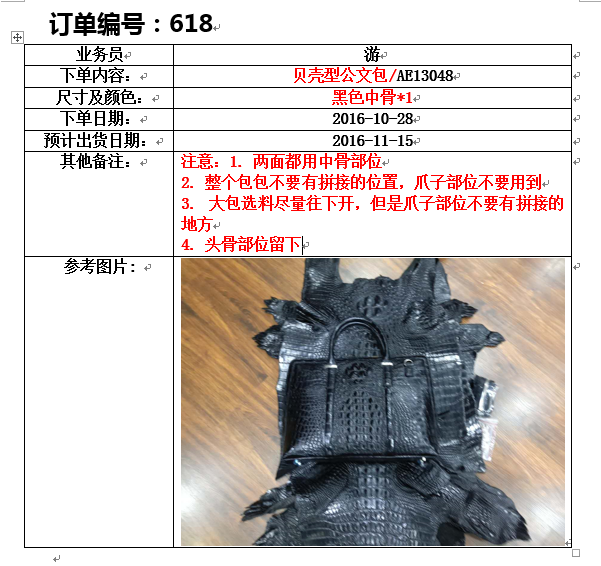 订单编号：618
业务员 游
下单内容： 贝壳型公文包/AE13048
尺寸及颜色： 黑色中骨*1
下单日期： 2016-10-28
预计出货日期： 2016-11-15
其他备注： 注意：1. 两面都用中骨部位
2. 整个包包不要有拼接的位置，爪子部位不要用到
3. 大包选料尽量往下开，但是爪子部位不要有拼接的
地方
4. 头骨部位留下
参考图片：